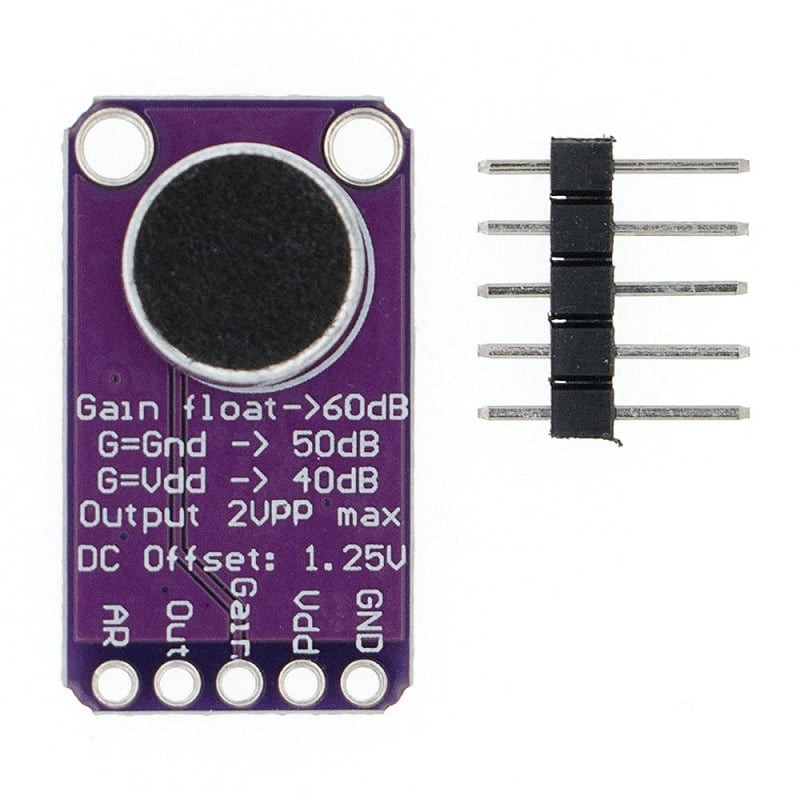 Gain float->60dB
G=Gnd -> 50dB
G=Vdd -> 40dB
Output 2VPP max
DC Offset: 1.25V
AR Out Gain Vdd GND